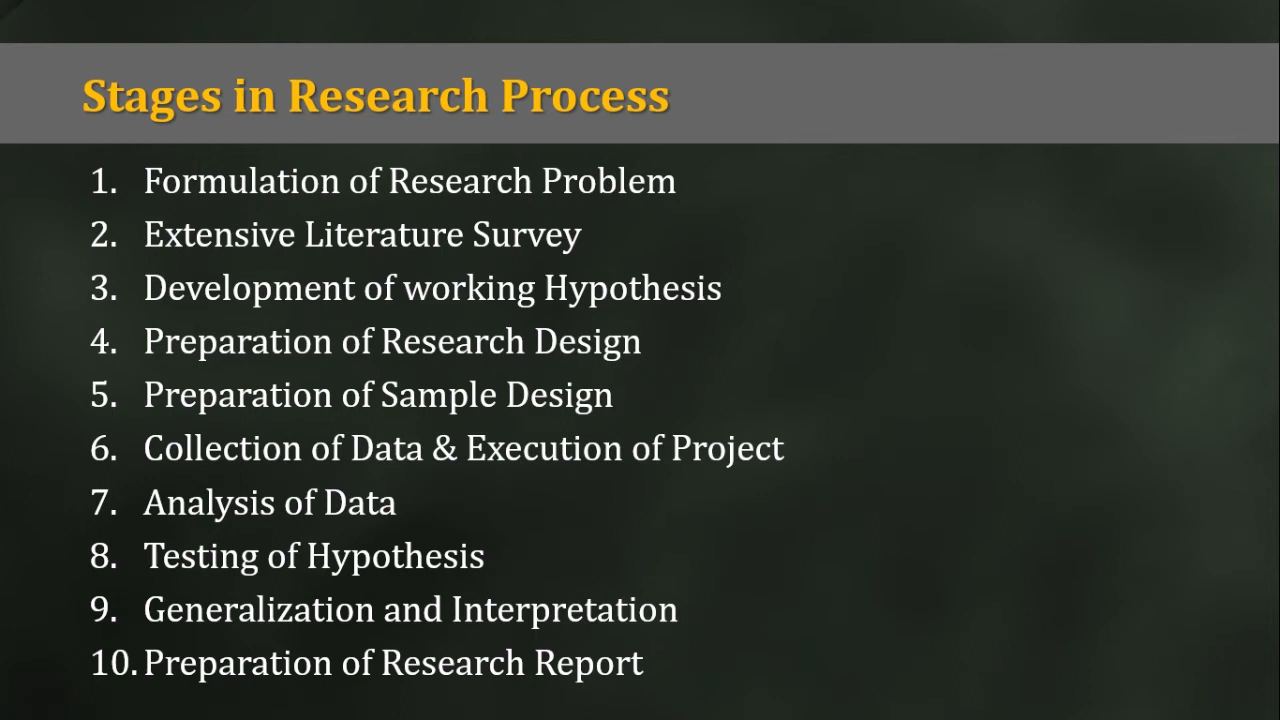 Stages in Research Process
1. Formulation of Research Problem
2. Extensive Literature Survey
3. Development of working Hypothesis
4. Preparation of Research Design
5. Preparation of Sample Design
6. Collection of Data & Execution of Project
7. Analysis of Data
8. Testing of Hypothesis
9. Generalization and Interpretation
10. Preparation of Research Report